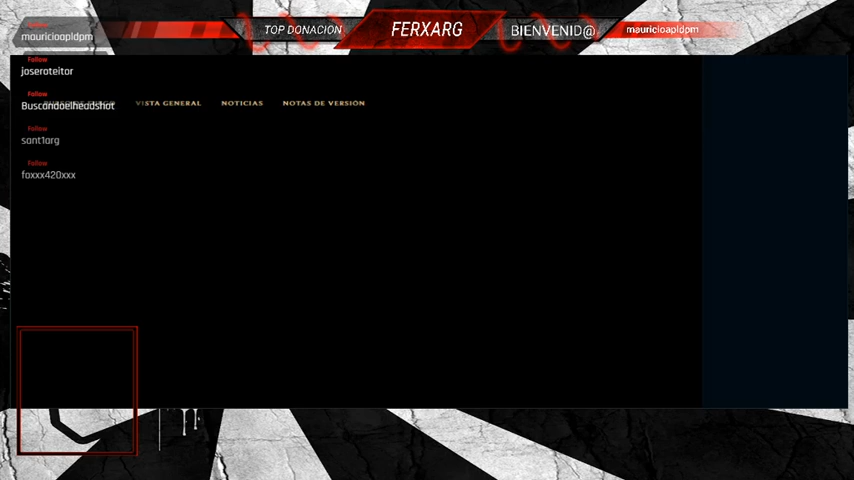 TOP DONACION
FERXARG
BIENVENID@
mauricioapldpm
mauricioapldpm
Follow
joseroteitor
Follow
Buscandoelheadshot
VISTA GENERAL
NOTICIAS
NOTAS DE VERSIÓN
Follow
sant1arg
Follow
foxxx420xxx